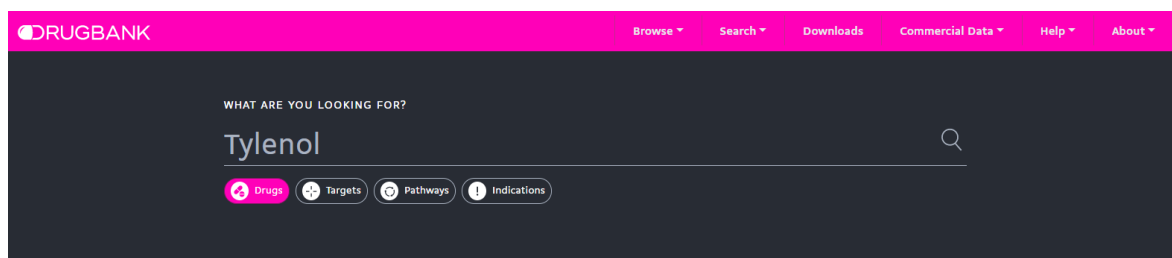 DRUGBANK Browse Search Downloads Commercial Data Help About
WHAT ARE YOU LOOKING FOR?
Tylenol
Drugs Targets Pathways Indications